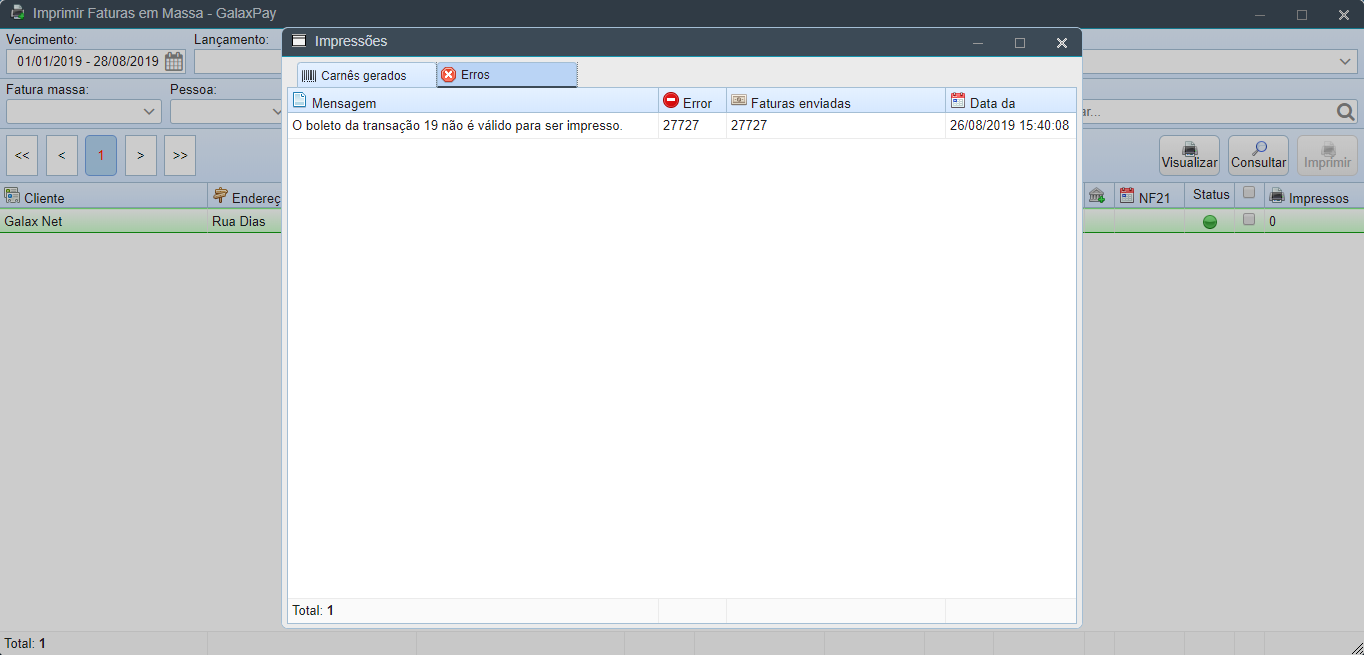 Imprimir Faturas em Massa - GalaxPay
Vencimento:
Lançamento:
01/01/2019 - 28/08/2019
Fatura massa:
Pessoa:
<< < 1 > >>
Visualizar Consultar Imprimir
Cliente
NF21 Status Impressos
Galax Net Rua Dias 0
Total: 1
Impressões
Carnês gerados Erros
Mensagem Error Faturas enviadas Data da
O boleto da transação 19 não é válido para ser impresso. 27727 27727 26/08/2019 15:40:08
Total: 1